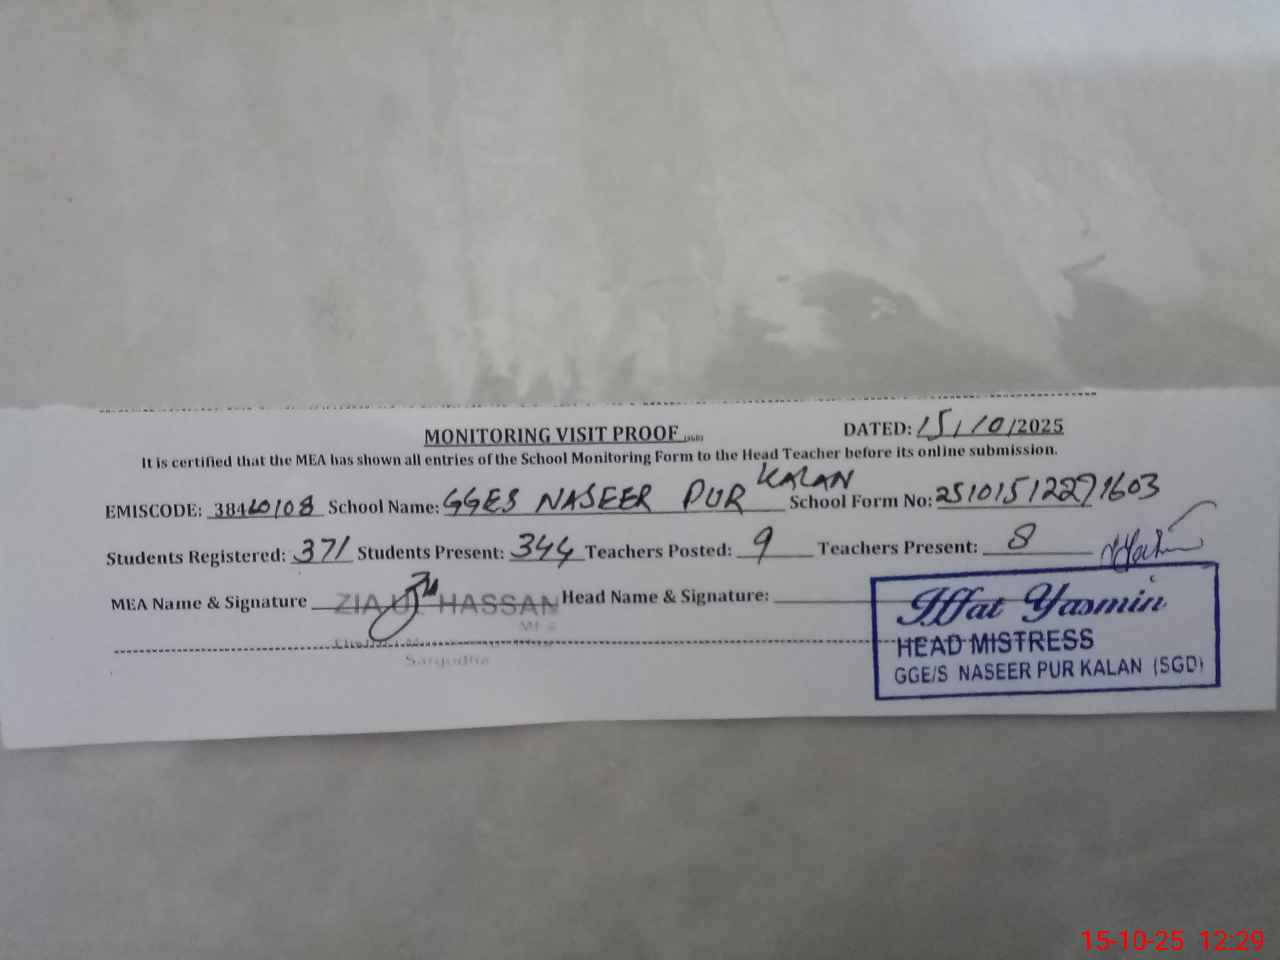 MONITORING VISIT PROOF (SGD) DATED: 15/10/2025
It is certified that the MEA has shown all entries of the School Monitoring Form to the Head Teacher before its online submission.
EMISCODE: 38420108 School Name: GGES NASEER PUR KALAN School Form No: 25101512271603
Students Registered: 371 Students Present: 344 Teachers Posted: 9 Teachers Present: 8
MEA Name & Signature ZIA UL HASSAN Head Name & Signature:
MEA
Sargodha
Iffat Yasmin
HEAD MISTRESS
GGE/S NASEER PUR KALAN (SGD)
15-10-25 12:29